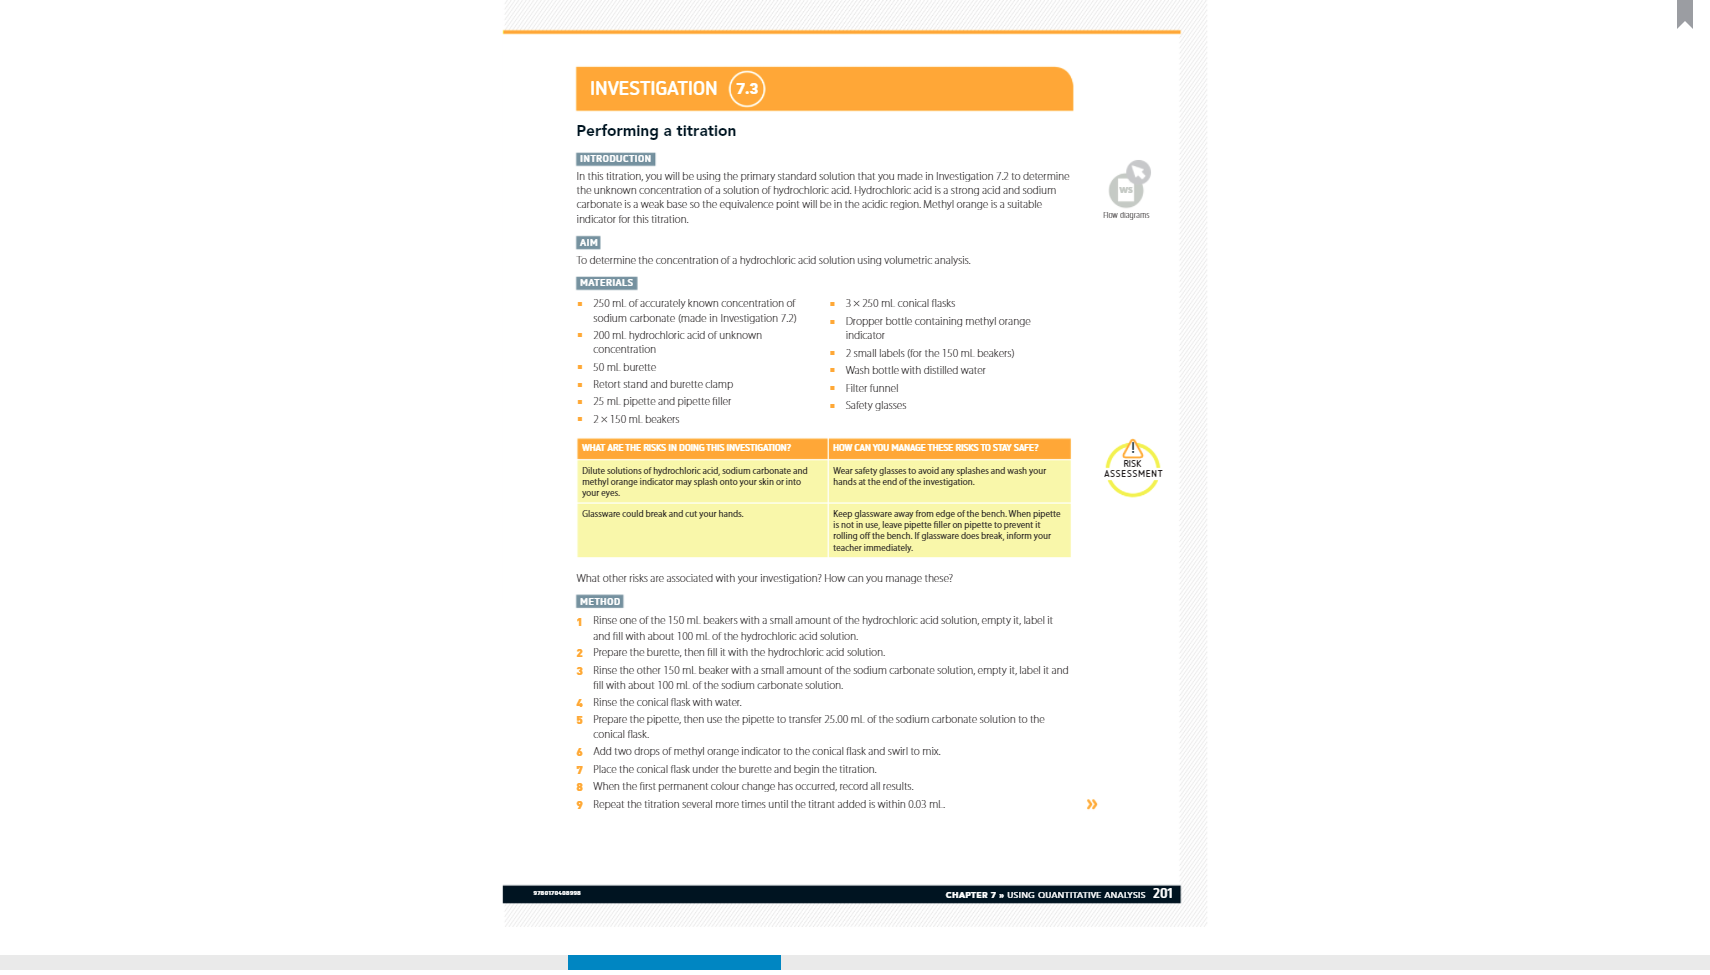 INVESTIGATION 7.3
Performing a titration
INTRODUCTION
In this titration, you will be using the primary standard solution that you made in Investigation 7.2 to determine
the unknown concentration of a solution of hydrochloric acid. Hydrochloric acid is a strong acid and sodium
carbonate is a weak base so the equivalence point will be in the acidic region. Methyl orange is a suitable
indicator for this titration.
WS
Flow diagrams
AIM
To determine the concentration of a hydrochloric acid solution using volumetric analysis.
MATERIALS
▪ 250 mL of accurately known concentration of
sodium carbonate (made in Investigation 7.2)
▪ 200 mL hydrochloric acid of unknown
concentration
▪ 50 mL burette
▪ Retort stand and burette clamp
▪ 25 mL pipette and pipette filler
▪ 2 × 150 mL beakers
▪ 3 × 250 mL conical flasks
▪ Dropper bottle containing methyl orange
indicator
▪ 2 small labels (for the 150 mL beakers)
▪ Wash bottle with distilled water
▪ Filter funnel
▪ Safety glasses
WHAT ARE THE RISKS IN DOING THIS INVESTIGATION?
HOW CAN YOU MANAGE THESE RISKS TO STAY SAFE?
Dilute solutions of hydrochloric acid, sodium carbonate and
methyl orange indicator may splash onto your skin or into
your eyes.
Wear safety glasses to avoid any splashes and wash your
hands at the end of the investigation.
Glassware could break and cut your hands.
Keep glassware away from edge of the bench. When pipette
is not in use, leave pipette filler on pipette to prevent it
rolling off the bench. If glassware does break, inform your
teacher immediately.
!
RISK
ASSESSMENT
What other risks are associated with your investigation? How can you manage these?
METHOD
1 Rinse one of the 150 mL beakers with a small amount of the hydrochloric acid solution, empty it, label it
and fill with about 100 mL of the hydrochloric acid solution.
2 Prepare the burette, then fill it with the hydrochloric acid solution.
3 Rinse the other 150 mL beaker with a small amount of the sodium carbonate solution, empty it, label it and
fill with about 100 mL of the sodium carbonate solution.
4 Rinse the conical flask with water.
5 Prepare the pipette, then use the pipette to transfer 25.00 mL of the sodium carbonate solution to the
conical flask.
6 Add two drops of methyl orange indicator to the conical flask and swirl to mix.
7 Place the conical flask under the burette and begin the titration.
8 When the first permanent colour change has occurred, record all results.
9 Repeat the titration several more times until the titrant added is within 0.03 mL.
»
9780170408998
CHAPTER 7 » USING QUANTITATIVE ANALYSIS 201